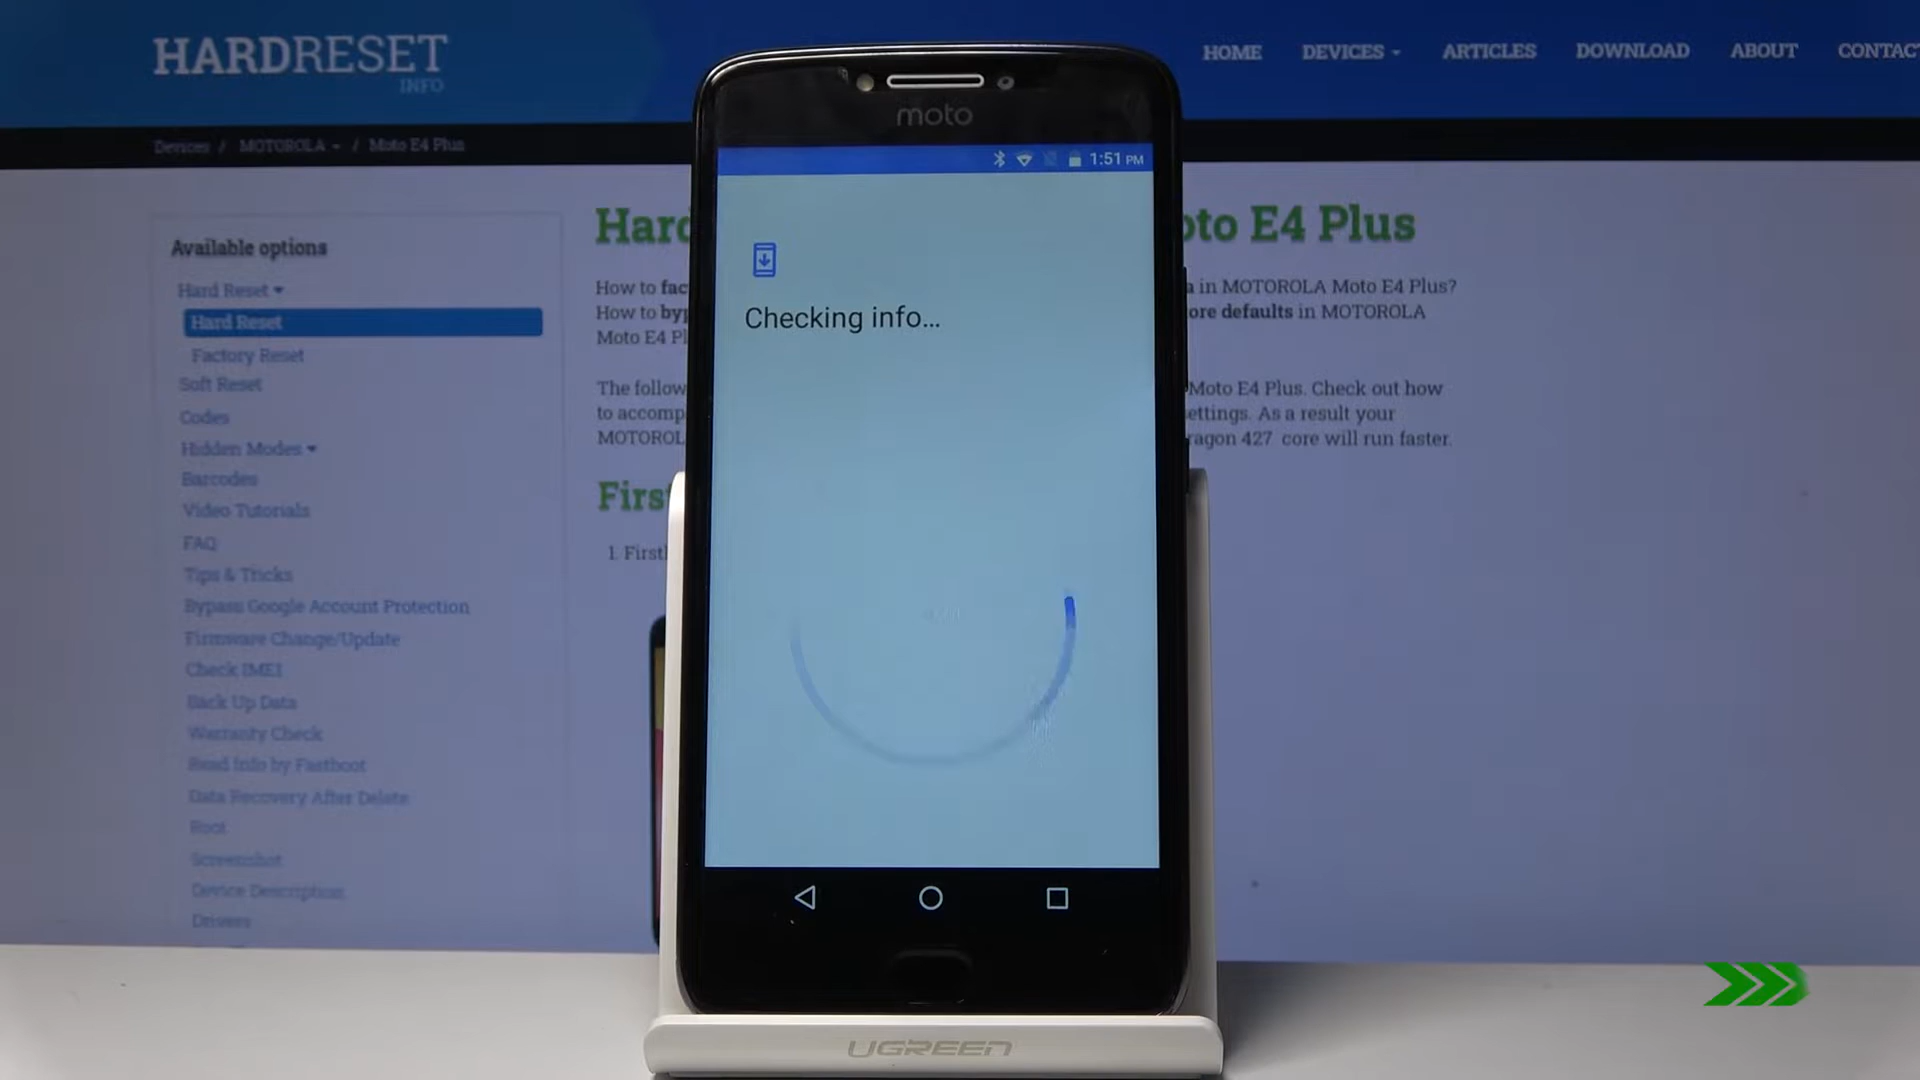 HARDRESET
INFO
HOME
DEVICES
ARTICLES
DOWNLOAD
ABOUT
CONTACT
Devices / MOTOROLA / Moto E4 Plus
moto
1:51 PM
Checking info...
Available options
Hard Reset
Hard Reset
Factory Reset
Soft Reset
Codes
Hidden Modes
Barcodes
Video Tutorials
FAQ
Tips & Tricks
Bypass Google Account Protection
Firmware Change/Update
Check IMEI
Back Up Data
Warranty Check
Read Info by Fastboot
Data Recovery After Delete
Root
Screenshot
Device Description
Drivers
Hard oto E4 Plus
How to fac a in MOTOROLA Moto E4 Plus?
How to byp ore defaults in MOTOROLA
Moto E4 Pl
The follow Moto E4 Plus. Check out how
to accomp ettings. As a result your
MOTOROL ragon 427 core will run faster.
Firs
1. Firstl
UGREEN